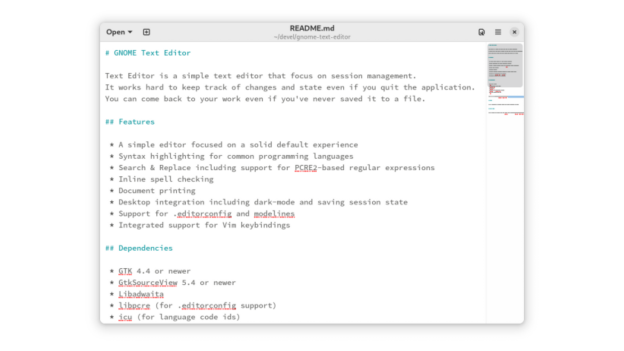 Open
README.md
~/devel/gnome-text-editor
# GNOME Text Editor
Text Editor is a simple text editor that focus on session management.
It works hard to keep track of changes and state even if you quit the application.
You can come back to your work even if you've never saved it to a file.
## Features
* A simple editor focused on a solid default experience
* Syntax highlighting for common programming languages
* Search & Replace including support for PCRE2-based regular expressions
* Inline spell checking
* Document printing
* Desktop integration including dark-mode and saving session state
* Support for .editorconfig and modelines
* Integrated support for Vim keybindings
## Dependencies
* GTK 4.4 or newer
* GtkSourceView 5.4 or newer
* Libadwaita
* libpcre (for .editorconfig support)
* icu (for language code ids)